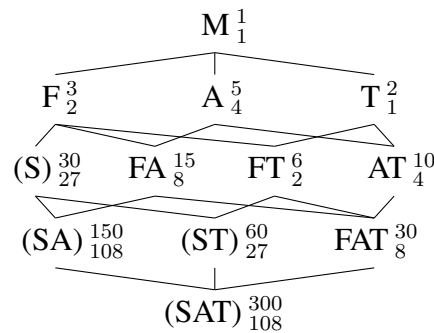 M 1 1
F 3 2 A 5 4 T 2 1
(S) 30 27 FA 15 8 FT 6 2 AT 10 4
(SA) 150 108 (ST) 60 27 FAT 30 8
(SAT) 300 108